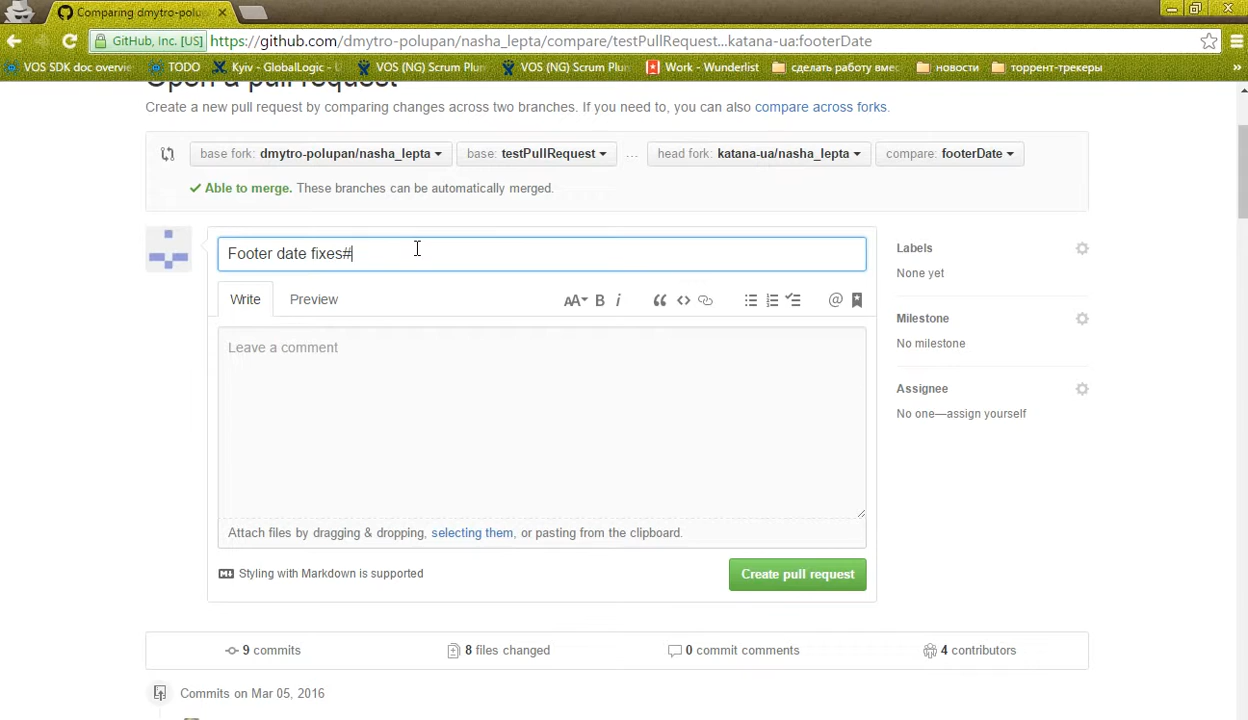 Comparing dmytro-polup
GitHub, Inc. [US] https://github.com/dmytro-polupan/nasha_lepta/compare/testPullRequest...katana-ua:footerDate
VOS SDK doc overvie TODO Kyiv - GlobalLogic - VOS (NG) Scrum Plu VOS (NG) Scrum Plu Work - Wunderlist сделать работу вмес новости торрент-трекеры »
Open a pull request
Create a new pull request by comparing changes across two branches. If you need to, you can also compare across forks.
base fork: dmytro-polupan/nasha_lepta base: testPullRequest ... head fork: katana-ua/nasha_lepta compare: footerDate
Able to merge. These branches can be automatically merged.
Footer date fixes#
Labels
None yet
Write Preview AA B i “ <> @
Milestone
No milestone
Leave a comment
Assignee
No one—assign yourself
Attach files by dragging & dropping, selecting them, or pasting from the clipboard.
Styling with Markdown is supported Create pull request
9 commits 8 files changed 0 commit comments 4 contributors
Commits on Mar 05, 2016